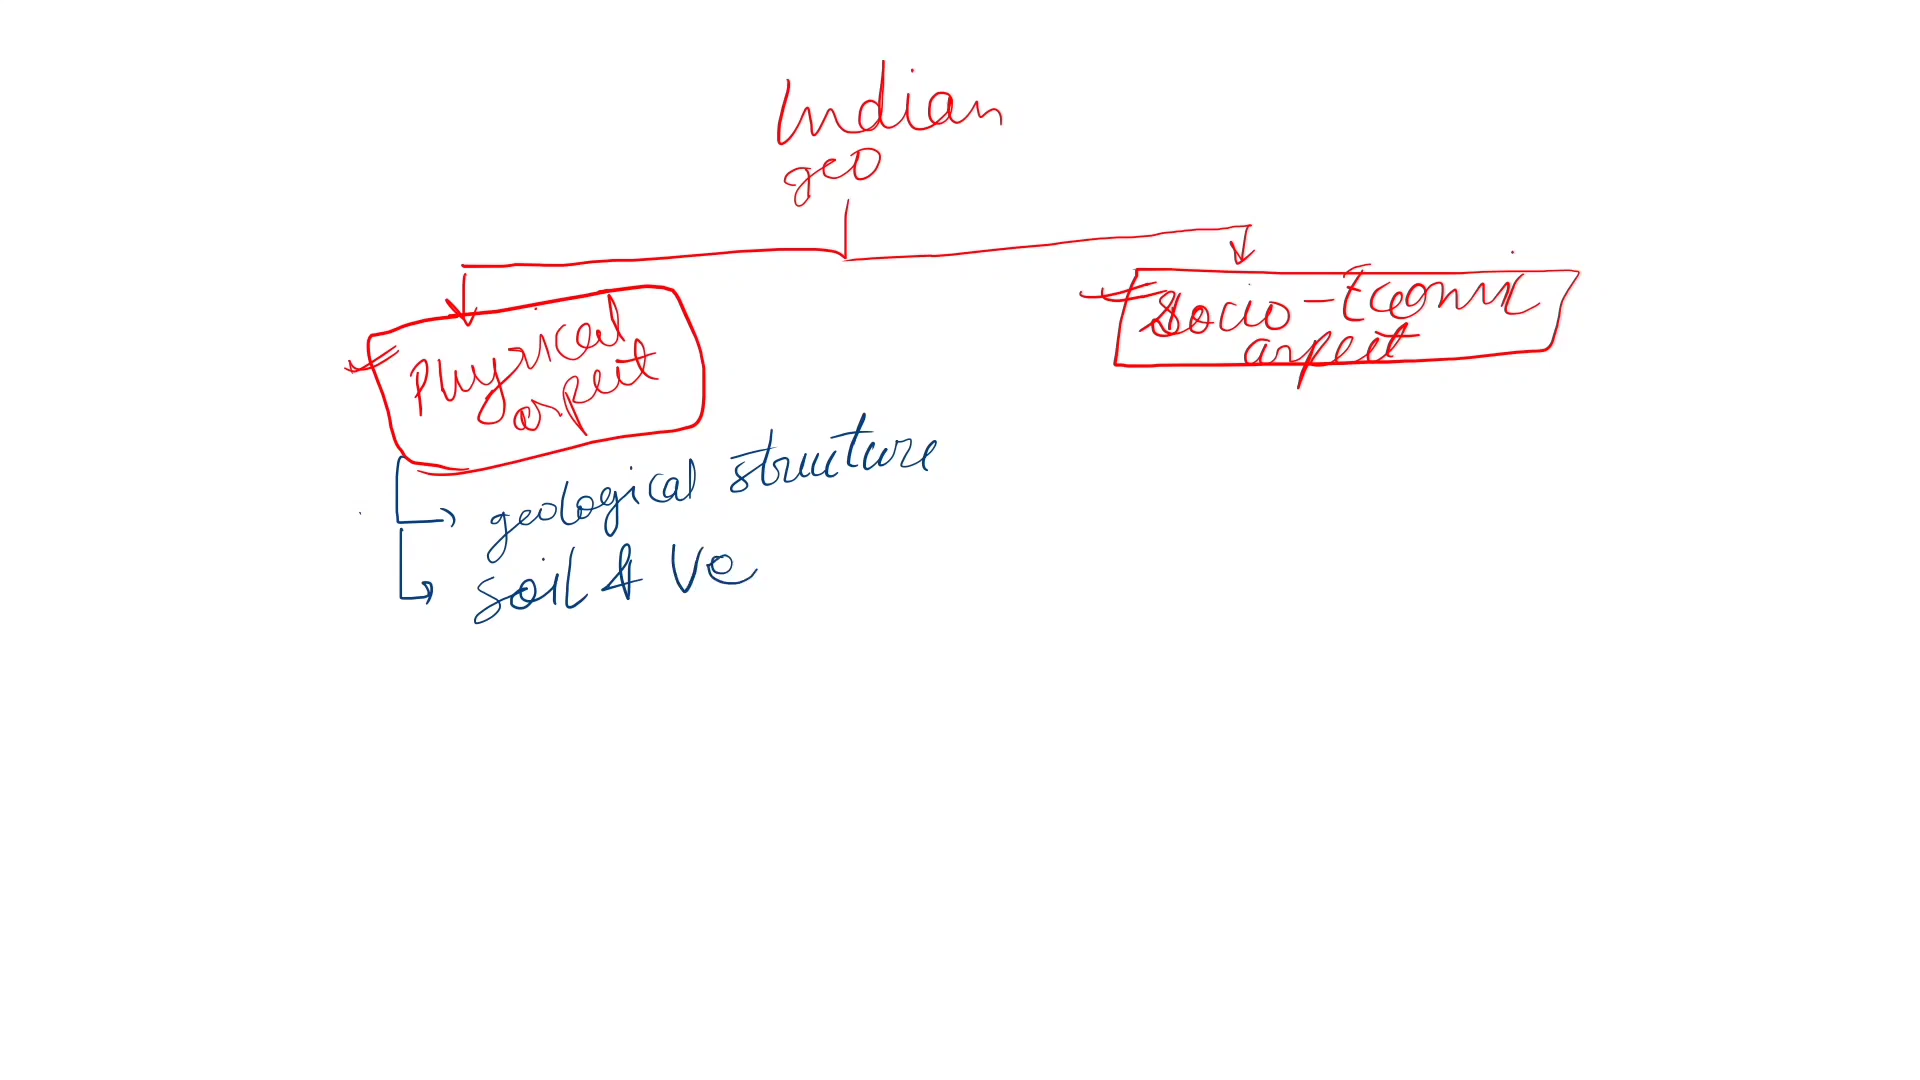 Indian
geo
Physical
aspect
Socio-Economic
aspect
geological structure
soil & Ve